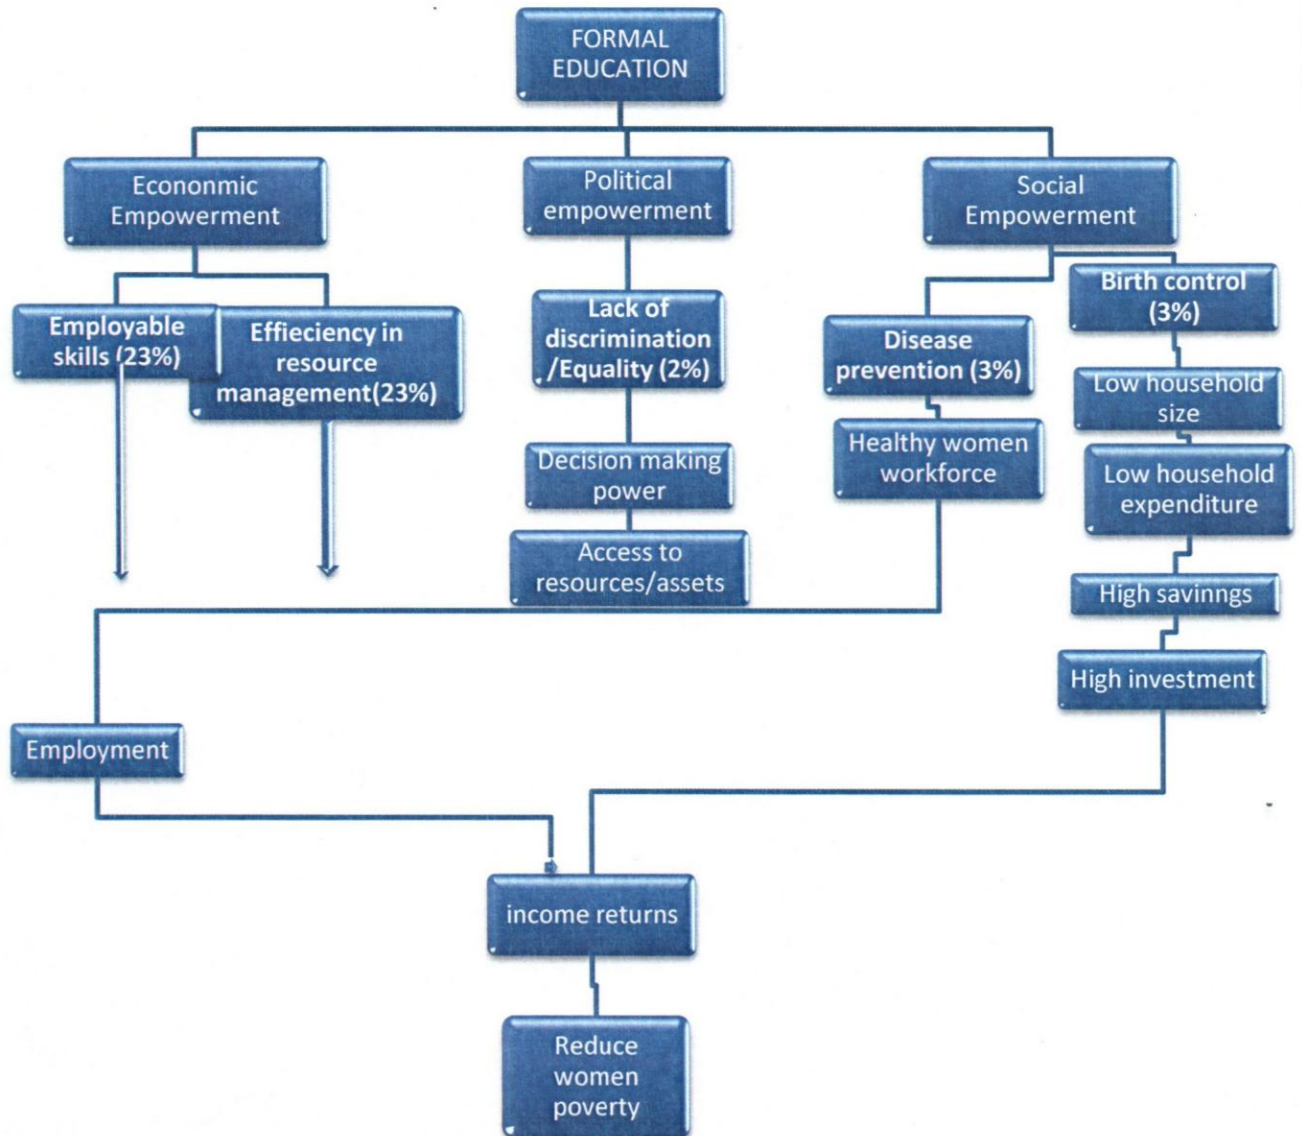 FORMAL
EDUCATION
Econonmic
Empowerment
Political
empowerment
Social
Empowerment
Employable
skills (23%)
Effieciency in
resource
management(23%)
Lack of
discrimination
/Equality (2%)
Disease
prevention (3%)
Birth control
(3%)
Low household
size
Decision making
power
Healthy women
workforce
Low household
expenditure
Access to
resources/assets
High savinngs
High investment
Employment
income returns
Reduce
women
poverty